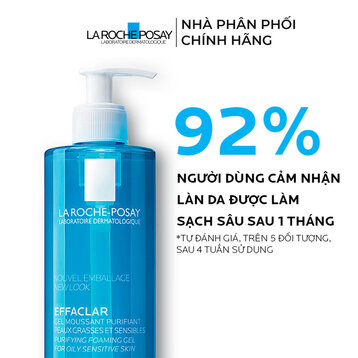 LA ROCHE-POSAY
LABORATOIRE DERMATOLOGIQUE
NHÀ PHÂN PHỐI
CHÍNH HÃNG
92%
NGƯỜI DÙNG CẢM NHẬN
LÀN DA ĐƯỢC LÀM
SẠCH SÂU SAU 1 THÁNG
*TỰ ĐÁNH GIÁ, TRÊN 5 ĐỐI TƯỢNG,
SAU 4 TUẦN SỬ DỤNG
LA ROCHE-POSAY
LABORATOIRE DERMATOLOGIQUE
NOUVEL EMBALLAGE
NEW LOOK
EFFACLAR
GEL MOUSSANT PURIFIANT
PEAUX GRASSES ET SENSIBLES
PURIFYING FOAMING GEL
FOR OILY SENSITIVE SKIN